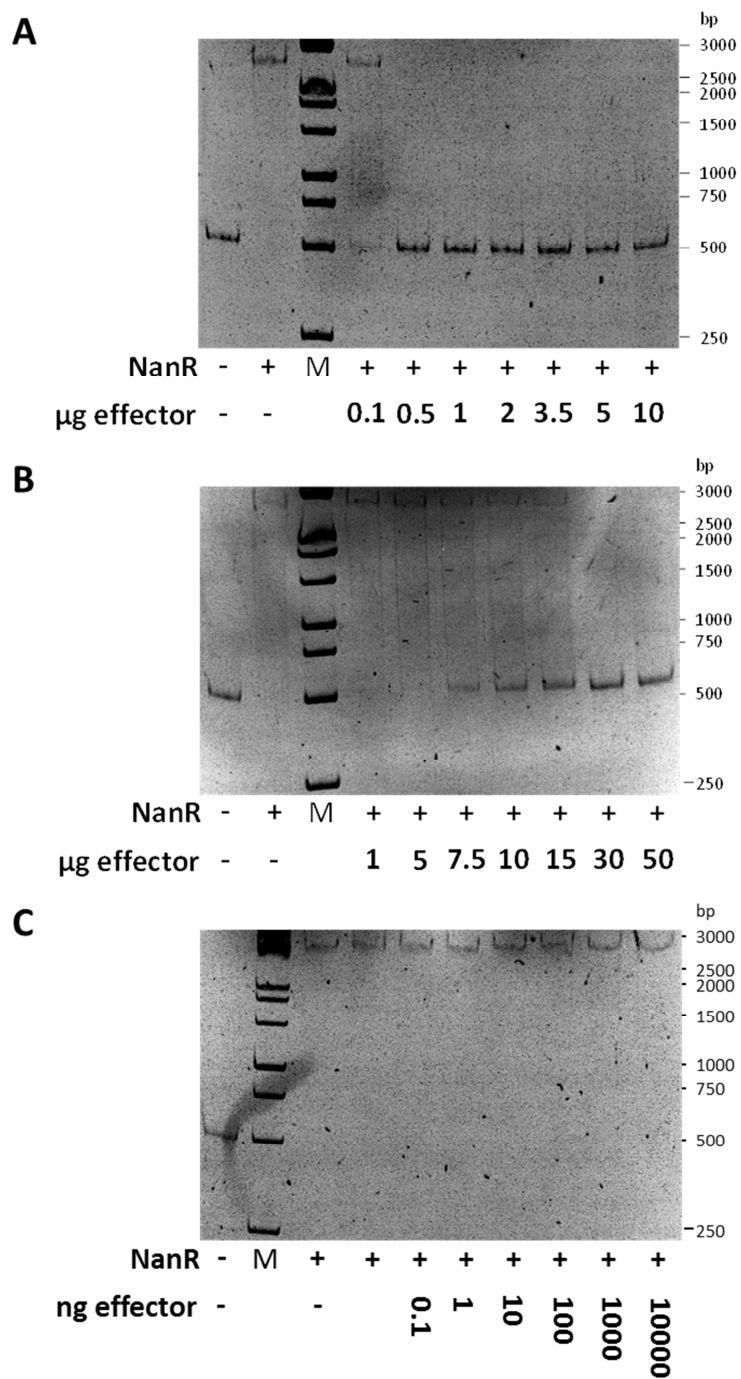 A
bp
3000
2500
2000
1500
1000
750
500
250
NanR - + M + + + + + + +
µg effector - - 0.1 0.5 1 2 3.5 5 10
B
bp
3000
2500
2000
1500
1000
750
500
250
NanR - + M + + + + + + +
µg effector - - 1 5 7.5 10 15 30 50
C
bp
3000
2500
2000
1500
1000
750
500
250
NanR - M + + + + + + + +
ng effector - - 0.1 1 10 100 1000 10000